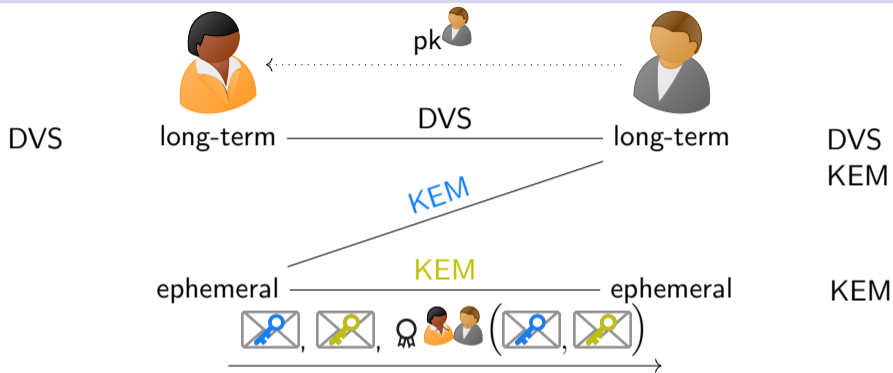 pk
DVS
DVS long-term long-term DVS
KEM
KEM
KEM
ephemeral ephemeral KEM
, , ( , )